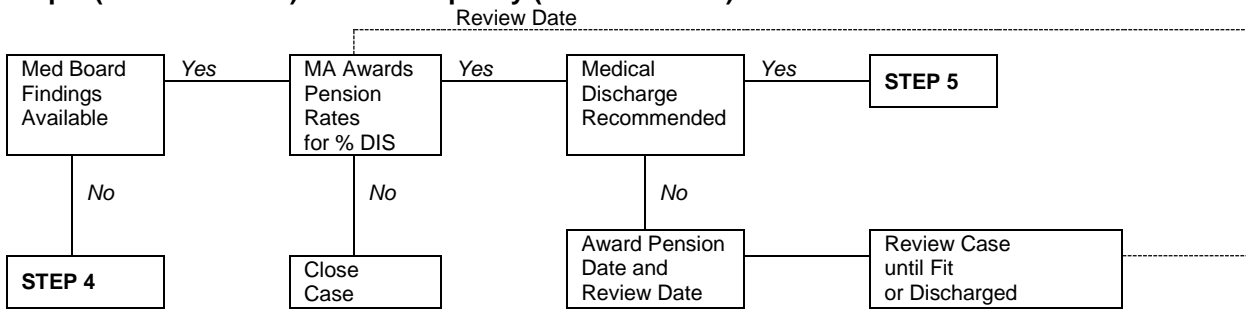 Review Date
Med Board
Findings
Available
Yes
MA Awards
Pension
Rates
for % DIS
Yes
Medical
Discharge
Recommended
Yes
STEP 5
No
No
No
STEP 4
Close
Case
Award Pension
Date and
Review Date
Review Case
until Fit
or Discharged